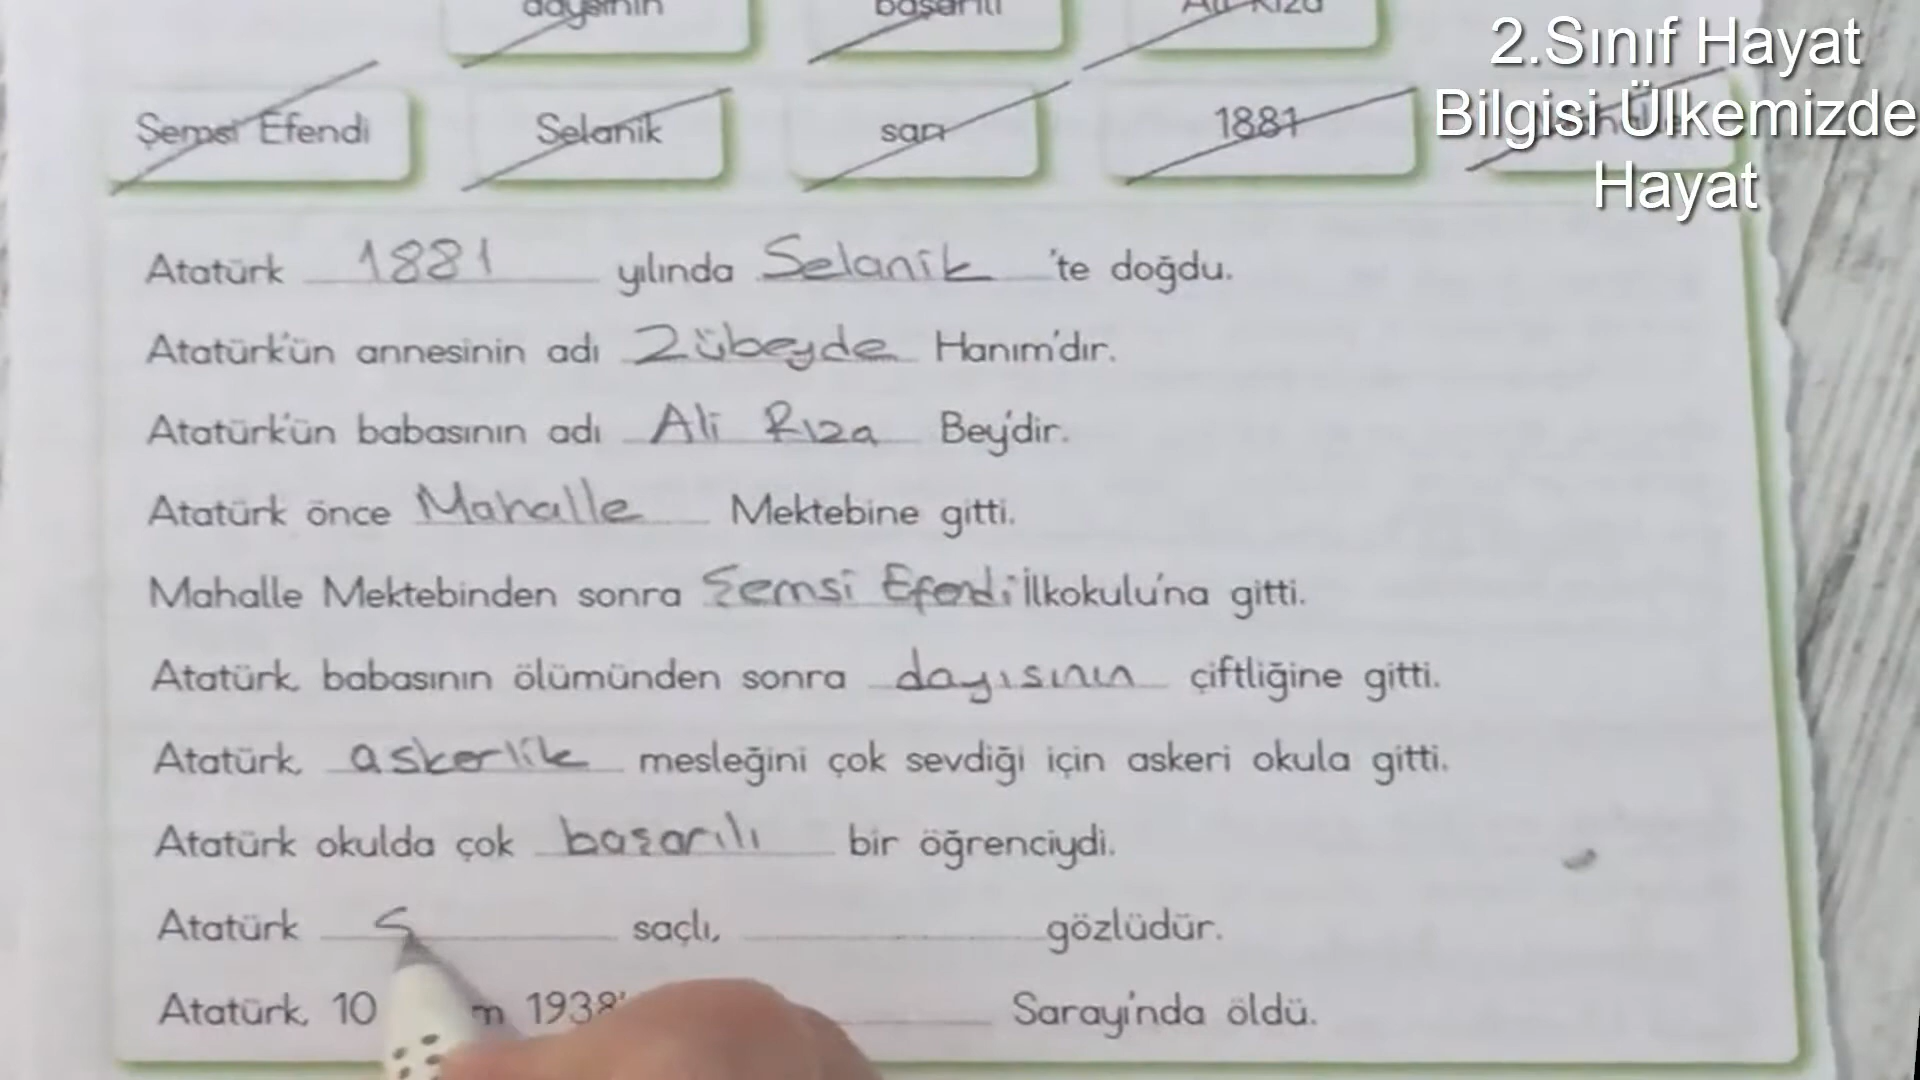 dayısının başarılı Ali Rıza
2.Sınıf Hayat
Bilgisi Ülkemizde
Hayat
Şemsi Efendi Selanik sarı 1881
Atatürk 1881 yılında Selanik 'te doğdu.
Atatürk'ün annesinin adı Zübeyde Hanım'dır.
Atatürk'ün babasının adı Ali Rıza Bey'dir.
Atatürk önce Mahalle Mektebine gitti.
Mahalle Mektebinden sonra Şemsi Efendi İlkokulu'na gitti.
Atatürk, babasının ölümünden sonra dayısının çiftliğine gitti.
Atatürk, askerlik mesleğini çok sevdiği için askeri okula gitti.
Atatürk okulda çok başarılı bir öğrenciydi.
Atatürk s saçlı, gözlüdür.
Atatürk, 10 1938' Sarayı'nda öldü.